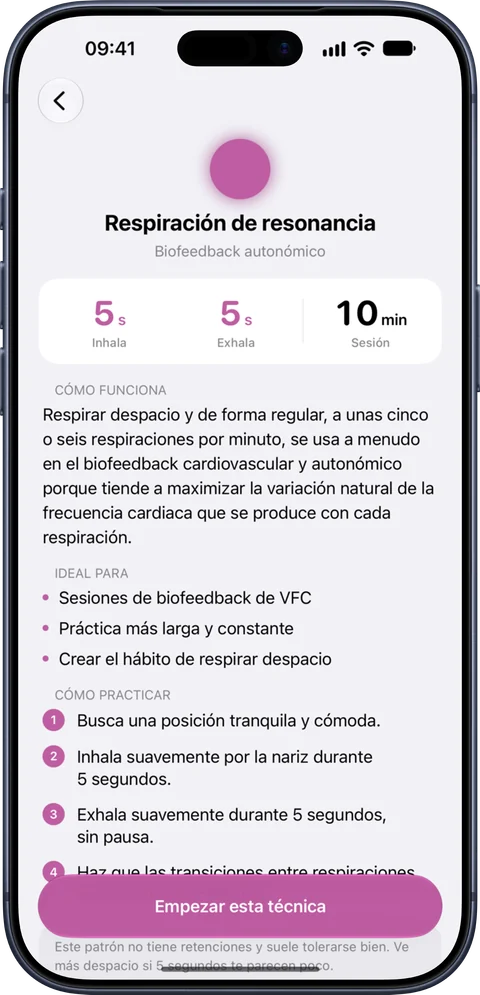 09:41
Respiración de resonancia
Biofeedback autonómico
5 s
Inhala
5 s
Exhala
10 min
Sesión
CÓMO FUNCIONA
Respirar despacio y de forma regular, a unas cinco
o seis respiraciones por minuto, se usa a menudo
en el biofeedback cardiovascular y autonómico
porque tiende a maximizar la variación natural de la
frecuencia cardiaca que se produce con cada
respiración.
IDEAL PARA
• Sesiones de biofeedback de VFC
• Práctica más larga y constante
• Crear el hábito de respirar despacio
CÓMO PRACTICAR
1 Busca una posición tranquila y cómoda.
2 Inhala suavemente por la nariz durante
5 segundos.
3 Exhala suavemente durante 5 segundos,
sin pausa.
4 Haz que las transiciones entre respiraciones
Empezar esta técnica
Este patrón no tiene retenciones y suele tolerarse bien. Ve
más despacio si 5 segundos te parecen poco.